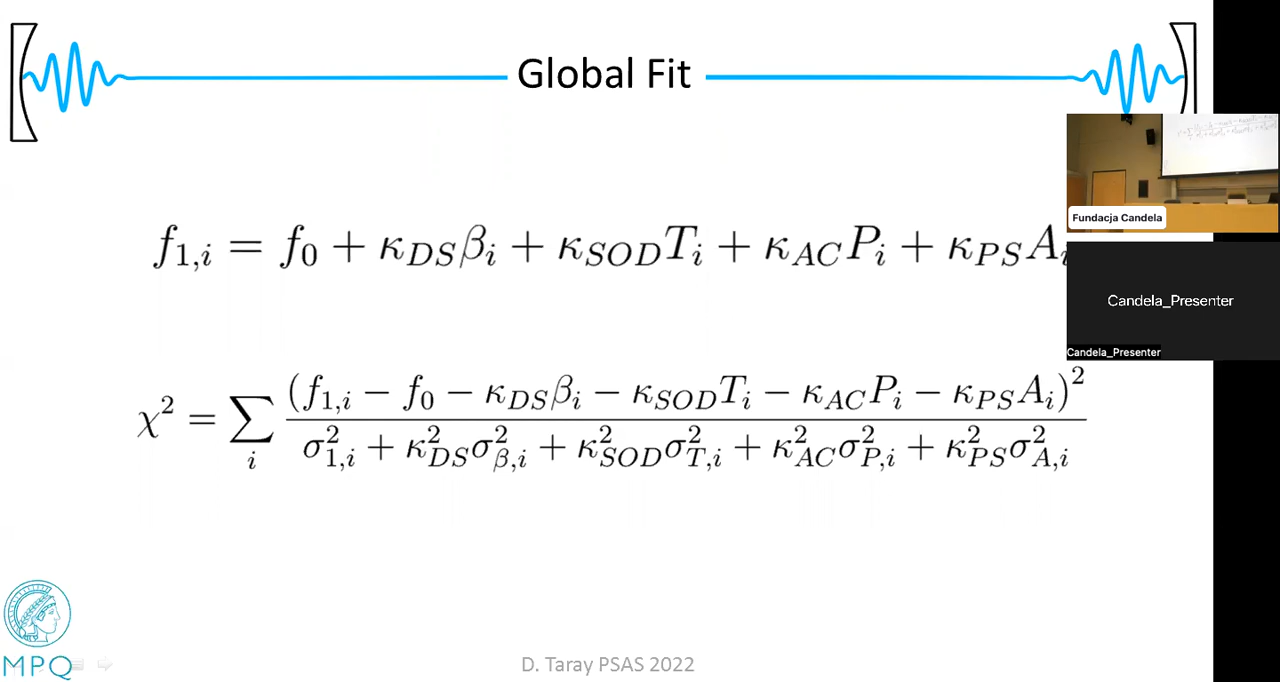 Global Fit
Fundacja Candela
f_{1,i} = f_0 + κ_{DS}β_i + κ_{SOD}T_i + κ_{AC}P_i + κ_{PS}A_i
Candela_Presenter
Candela_Presenter
χ² = ∑_i (f_{1,i} − f_0 − κ_{DS}β_i − κ_{SOD}T_i − κ_{AC}P_i − κ_{PS}A_i)²
σ²_{1,i} + κ²_{DS}σ²_{β,i} + κ²_{SOD}σ²_{T,i} + κ²_{AC}σ²_{P,i} + κ²_{PS}σ²_{A,i}
MPQ
D. Taray PSAS 2022